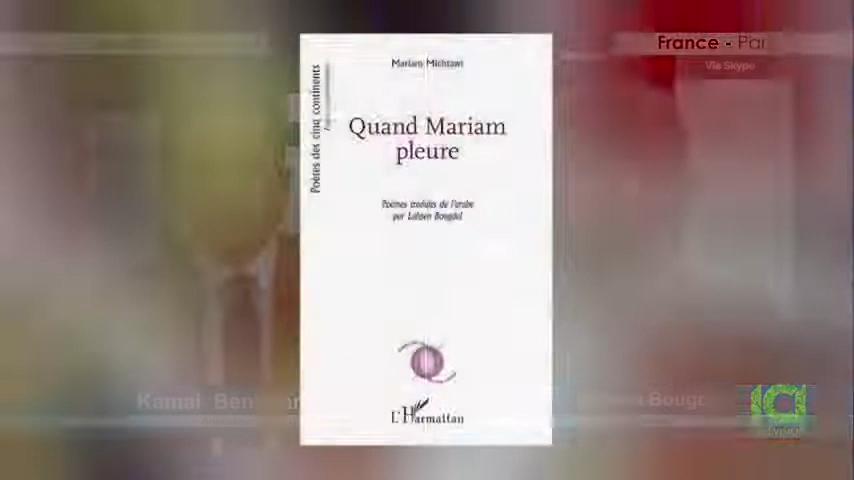 France - Par
Via Skype
Mariam Michtawi
Poètes des cinq continents
Quand Mariam
pleure
Poèmes traduits de l'arabe
par Lahsen Bougdal
Kamal Ben
Boug
L'Harmattan